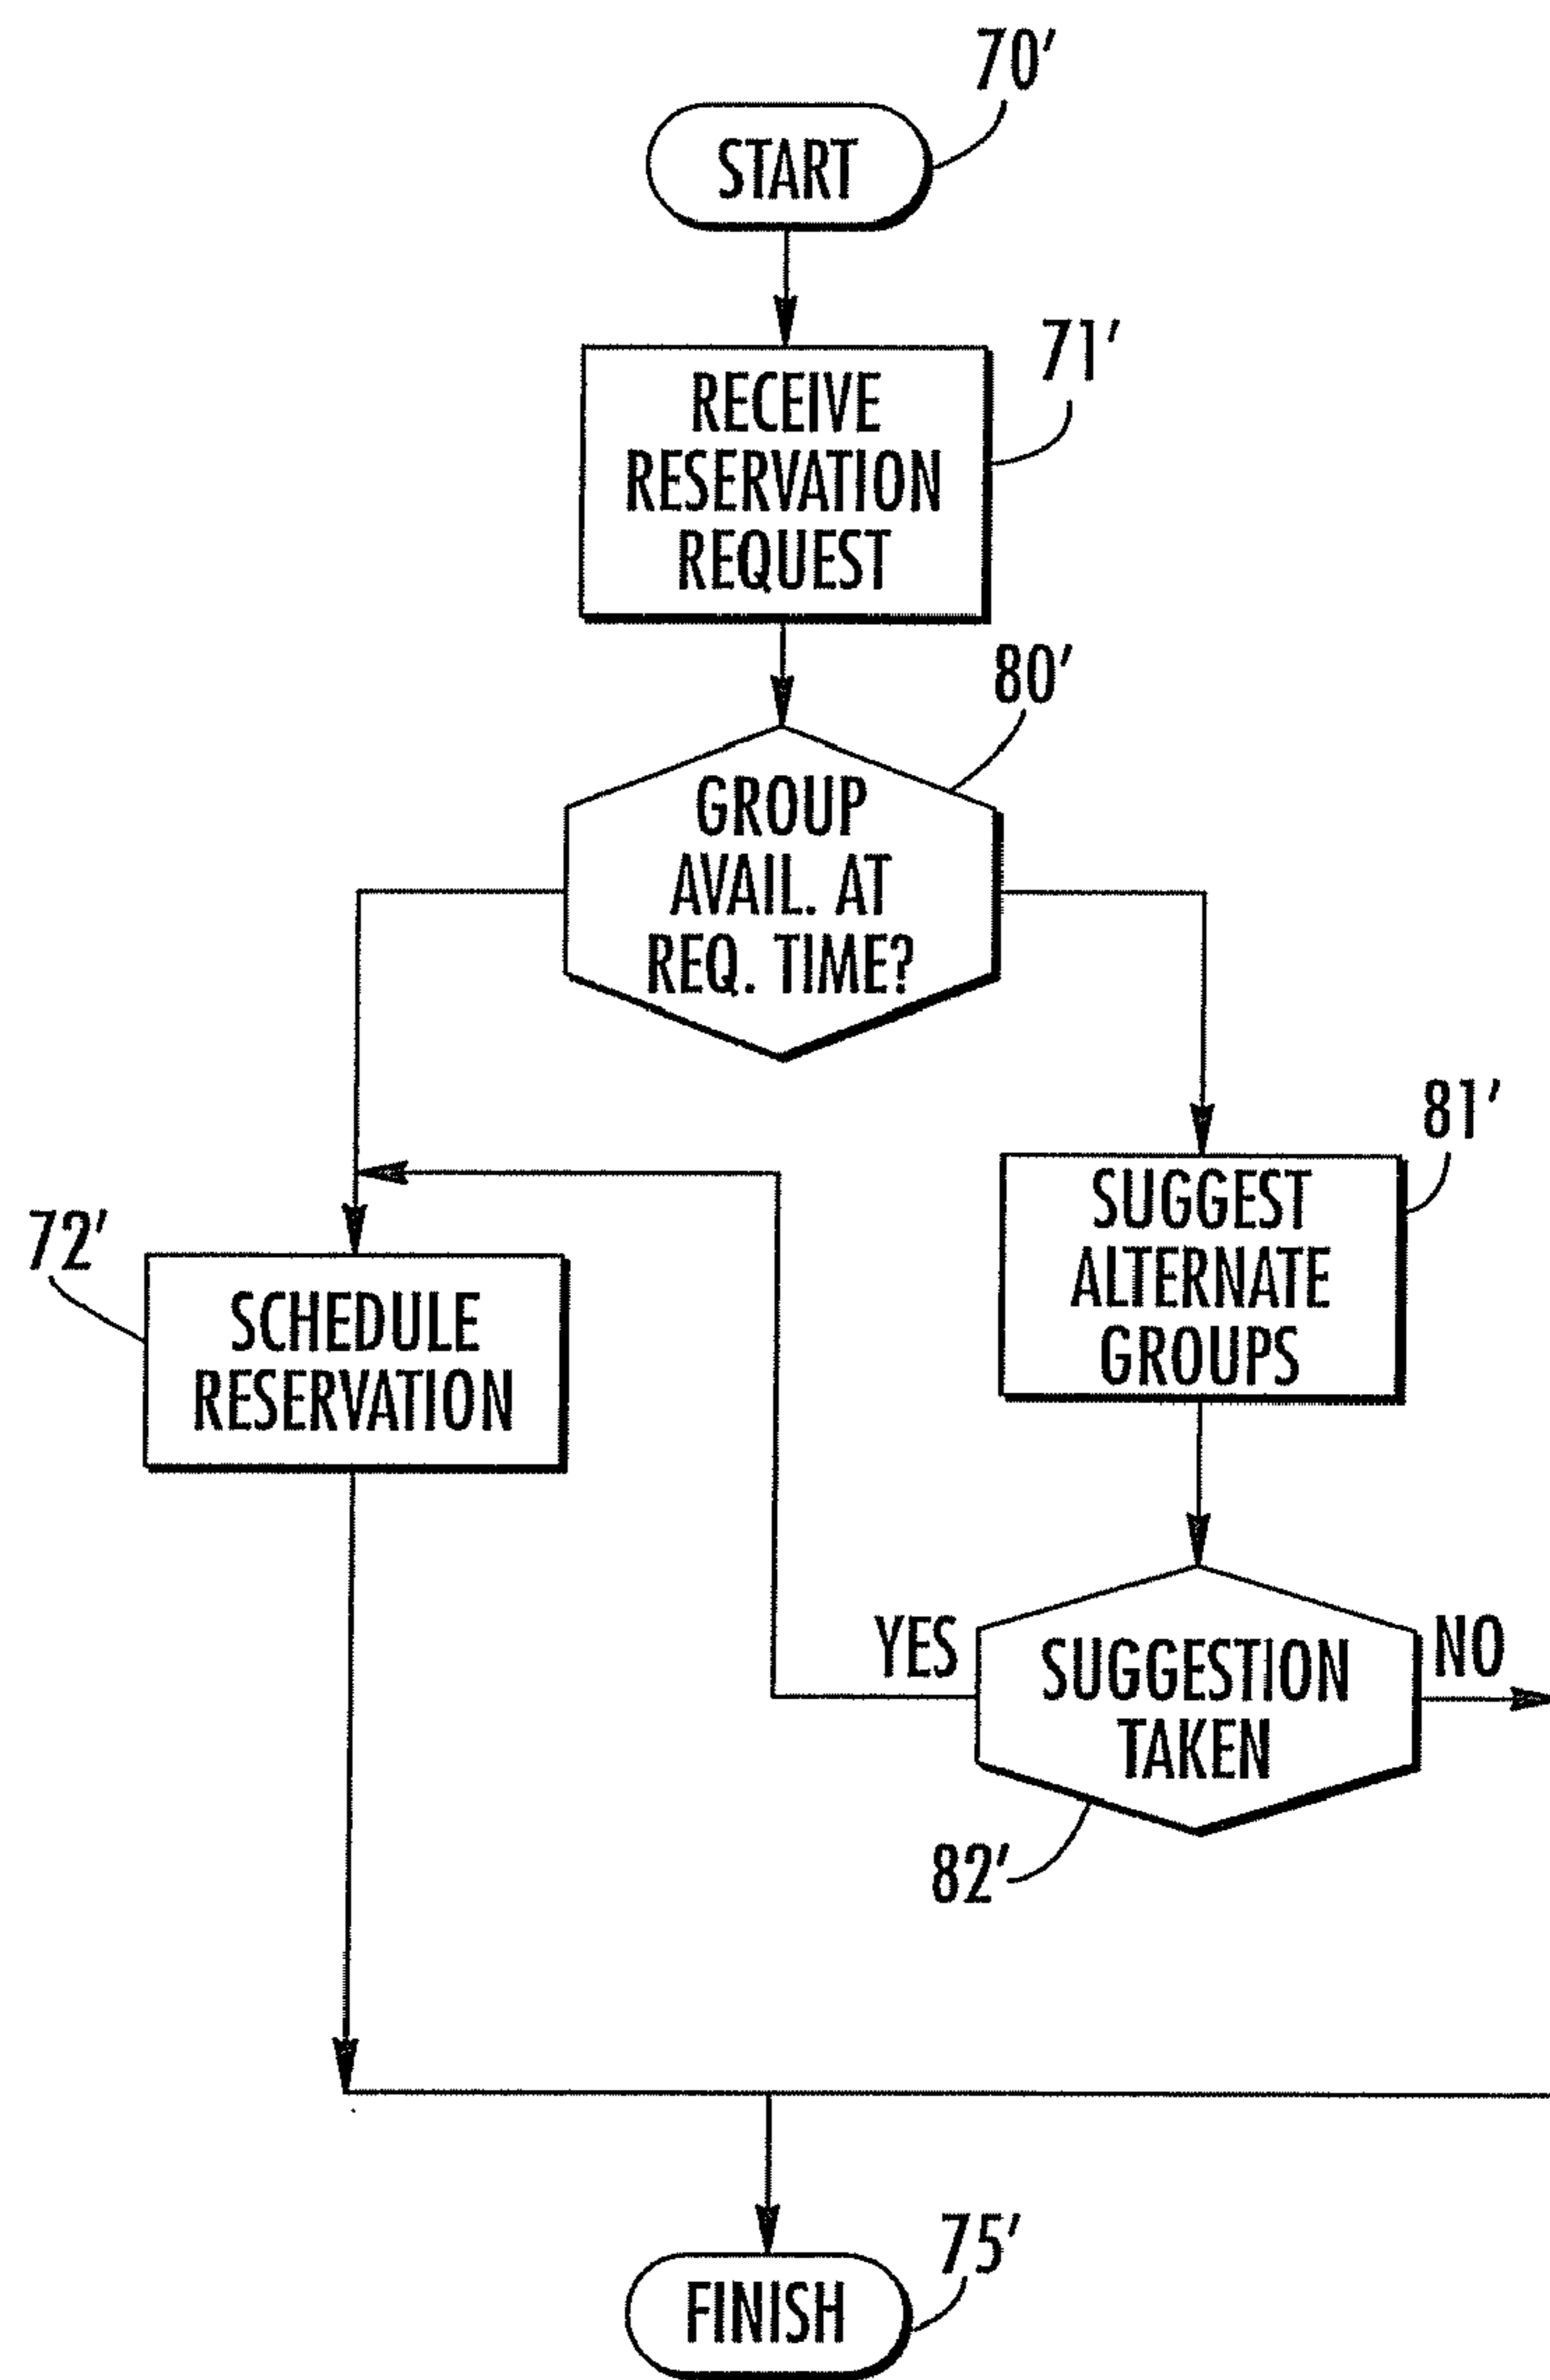 70'
START
71'
RECEIVE
RESERVATION
REQUEST
80'
GROUP
AVAIL. AT
REQ. TIME?
81'
SUGGEST
ALTERNATE
GROUPS
72'
SCHEDULE
RESERVATION
YES
NO
SUGGESTION
TAKEN
82'
75'
FINISH